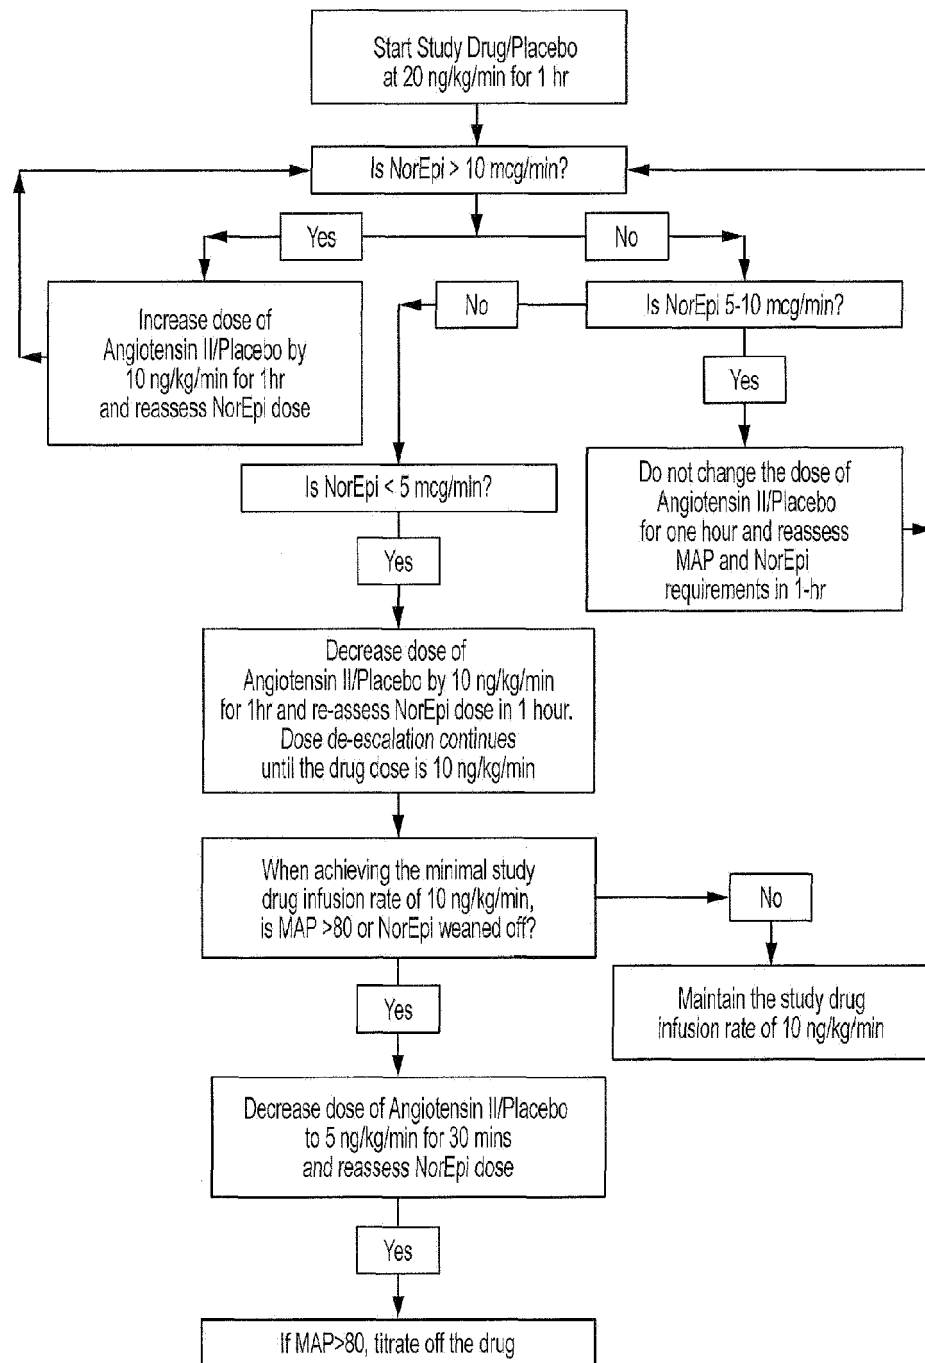 Start Study Drug/Placebo
at 20 ng/kg/min for 1 hr
Is NorEpi > 10 mcg/min?
Yes
No
Increase dose of
Angiotensin II/Placebo by
10 ng/kg/min for 1hr
and reassess NorEpi dose
No
Is NorEpi 5-10 mcg/min?
Yes
Is NorEpi < 5 mcg/min?
Do not change the dose of
Angiotensin II/Placebo
for one hour and reassess
MAP and NorEpi
requirements in 1-hr
Yes
Decrease dose of
Angiotensin II/Placebo by 10 ng/kg/min
for 1hr and re-assess NorEpi dose in 1 hour.
Dose de-escalation continues
until the drug dose is 10 ng/kg/min
When achieving the minimal study
drug infusion rate of 10 ng/kg/min,
is MAP >80 or NorEpi weaned off?
No
Yes
Maintain the study drug
infusion rate of 10 ng/kg/min
Decrease dose of Angiotensin II/Placebo
to 5 ng/kg/min for 30 mins
and reassess NorEpi dose
Yes
If MAP>80, titrate off the drug